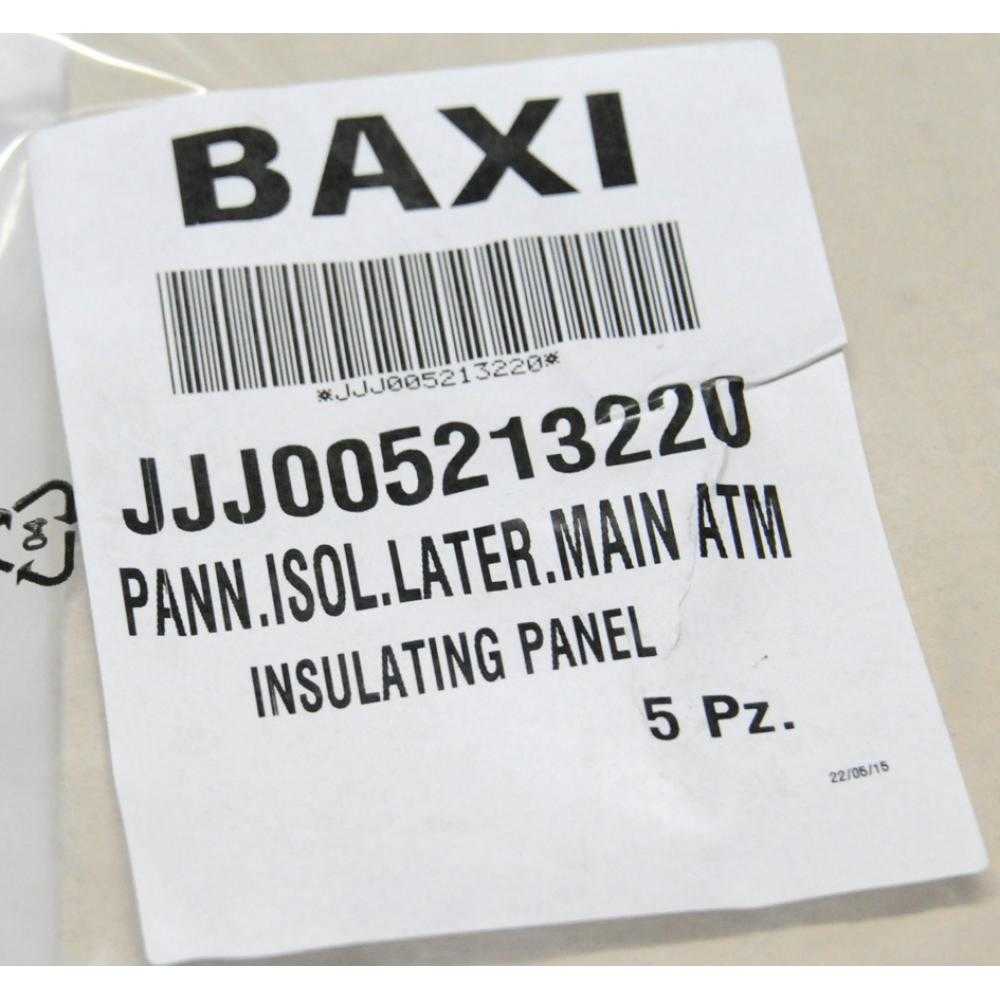 BAXI
*JJJ005213220*
JJJ005213220
PANN.ISOL.LATER.MAIN ATM
INSULATING PANEL
5 Pz.
22/05/15